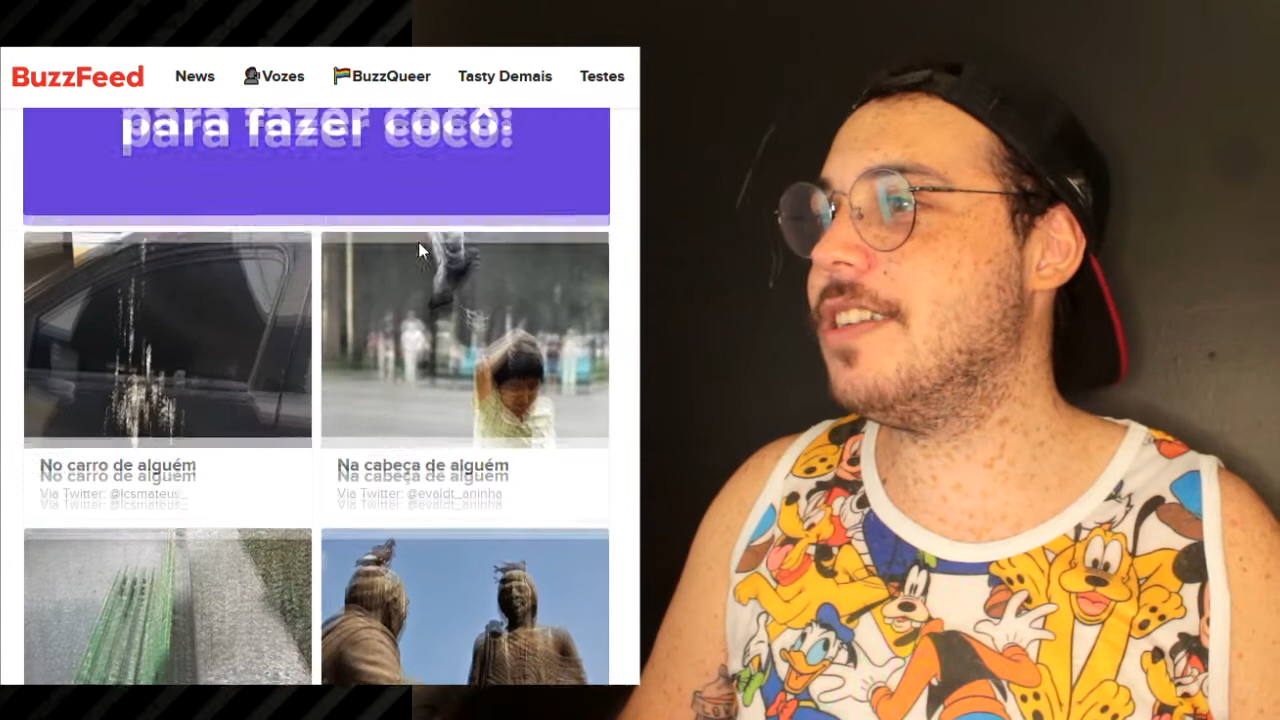 BuzzFeed
News
Vozes
BuzzQueer
Tasty Demais
Testes
para fazer cocô:
No carro de alguém
Na cabeça de alguém
Via Twitter: @lcsmateus_
Via Twitter: @evaldt_aninha